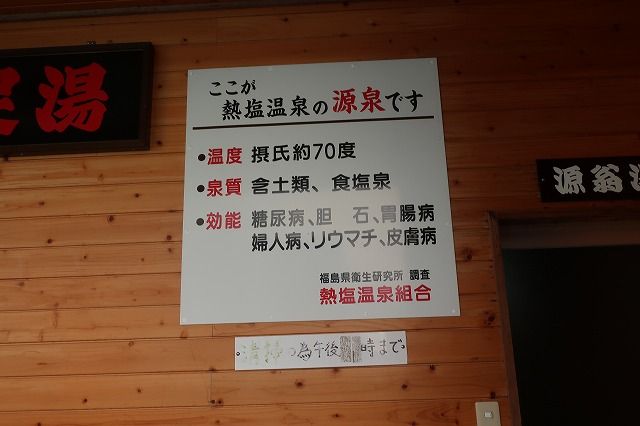 足湯
ここが
熱塩温泉の源泉です
●温度 摂氏約70度
●泉質 含土類、食塩泉
●効能 糖尿病、胆 石、胃腸病
婦人病、リウマチ、皮膚病
福島県衛生研究所 調査
熱塩温泉組合
清掃の為午後 時まで
源翁